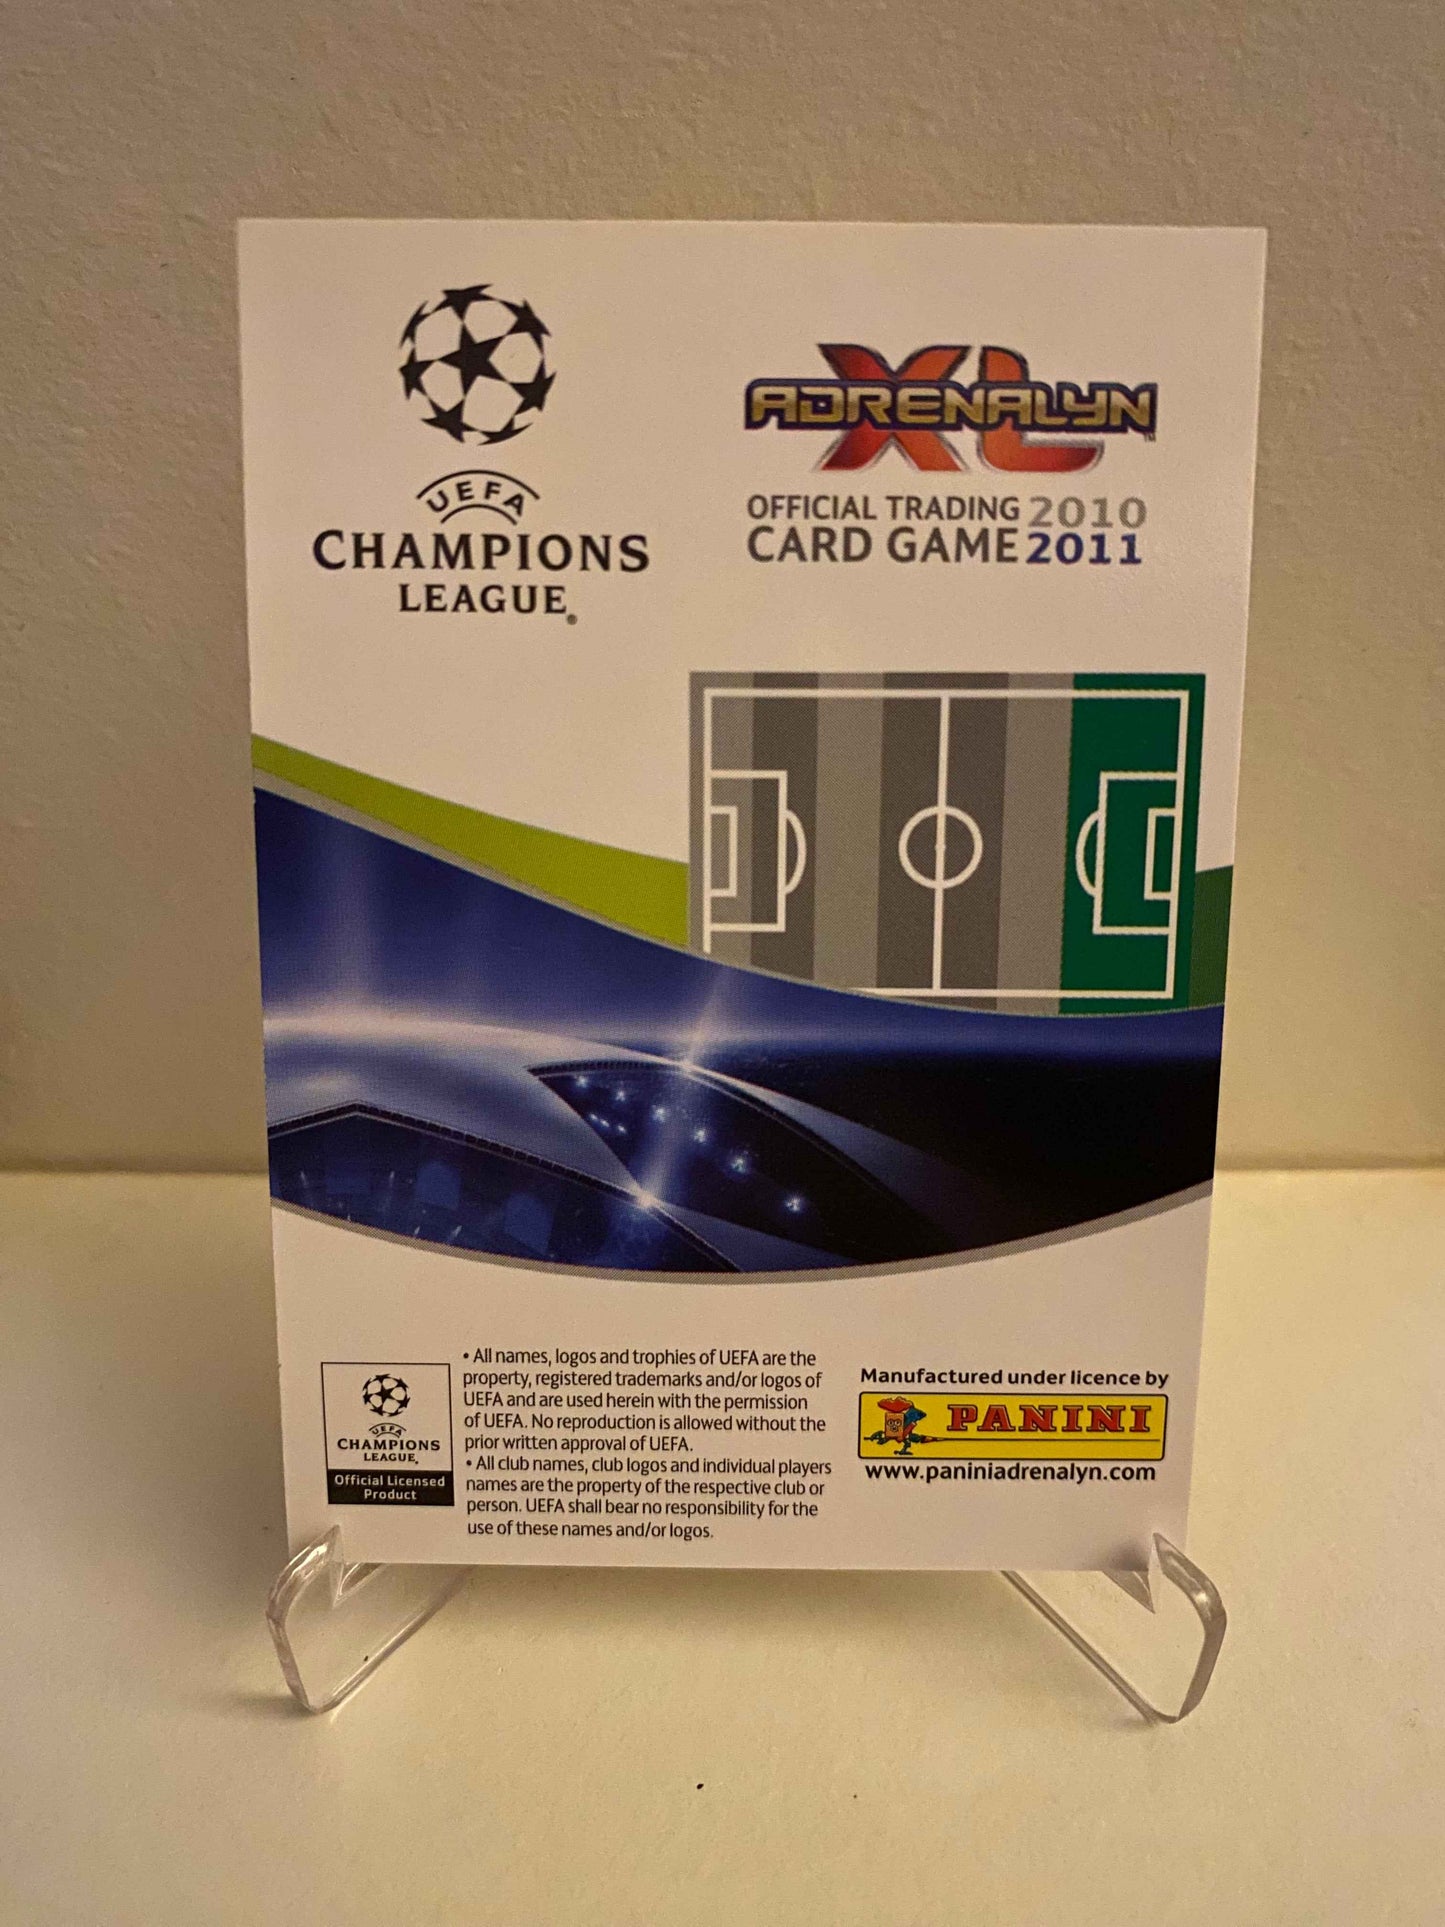 UEFA
CHAMPIONS
LEAGUE®
ADRENALYN XL™
OFFICIAL TRADING 2010
CARD GAME 2011
UEFA
CHAMPIONS
LEAGUE
Official Licensed
Product
• All names, logos and trophies of UEFA are the
property, registered trademarks and/or logos of
UEFA and are used herein with the permission
of UEFA. No reproduction is allowed without the
prior written approval of UEFA.
• All club names, club logos and individual players
names are the property of the respective club or
person. UEFA shall bear no responsibility for the
use of these names and/or logos.
Manufactured under licence by
PANINI
www.paniniadrenalyn.com